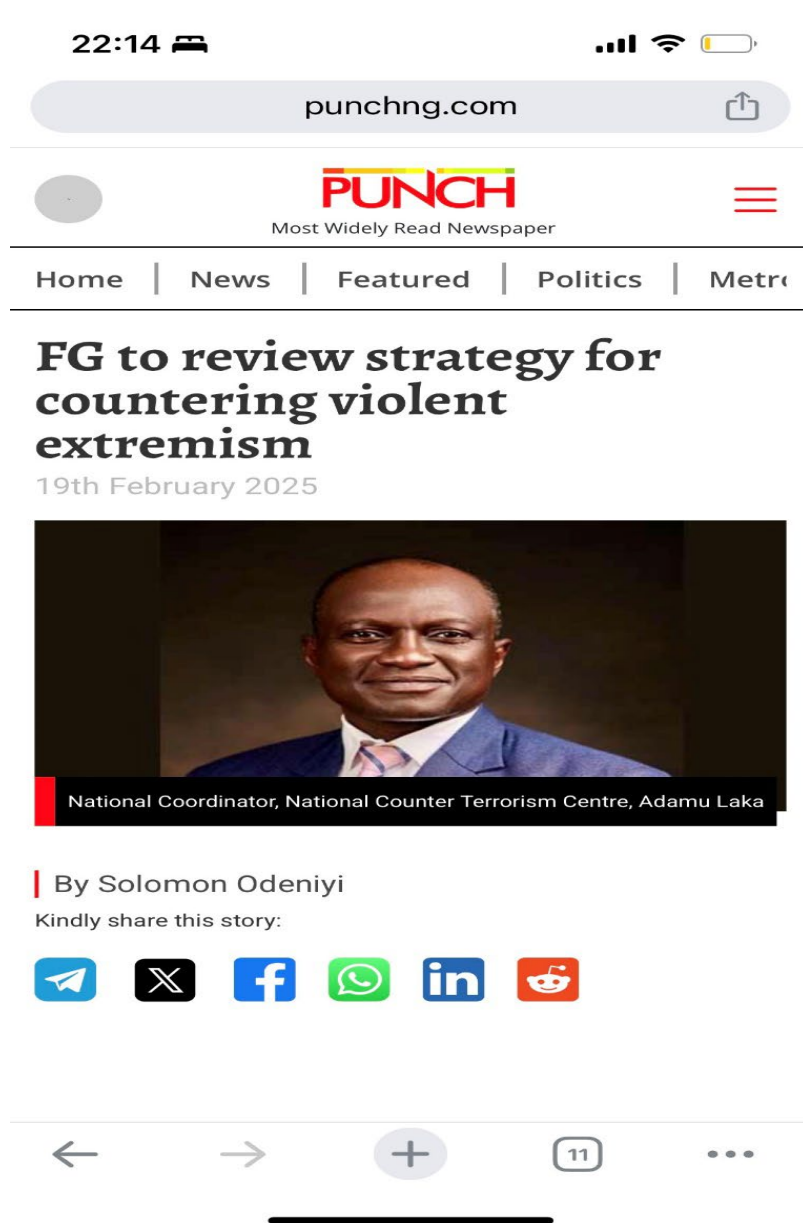 22:14
punchng.com
PUNCH
Most Widely Read Newspaper
Home | News | Featured | Politics | Metr
FG to review strategy for
countering violent
extremism
19th February 2025
National Coordinator, National Counter Terrorism Centre, Adamu Laka
By Solomon Odeniyi
Kindly share this story:
in
11